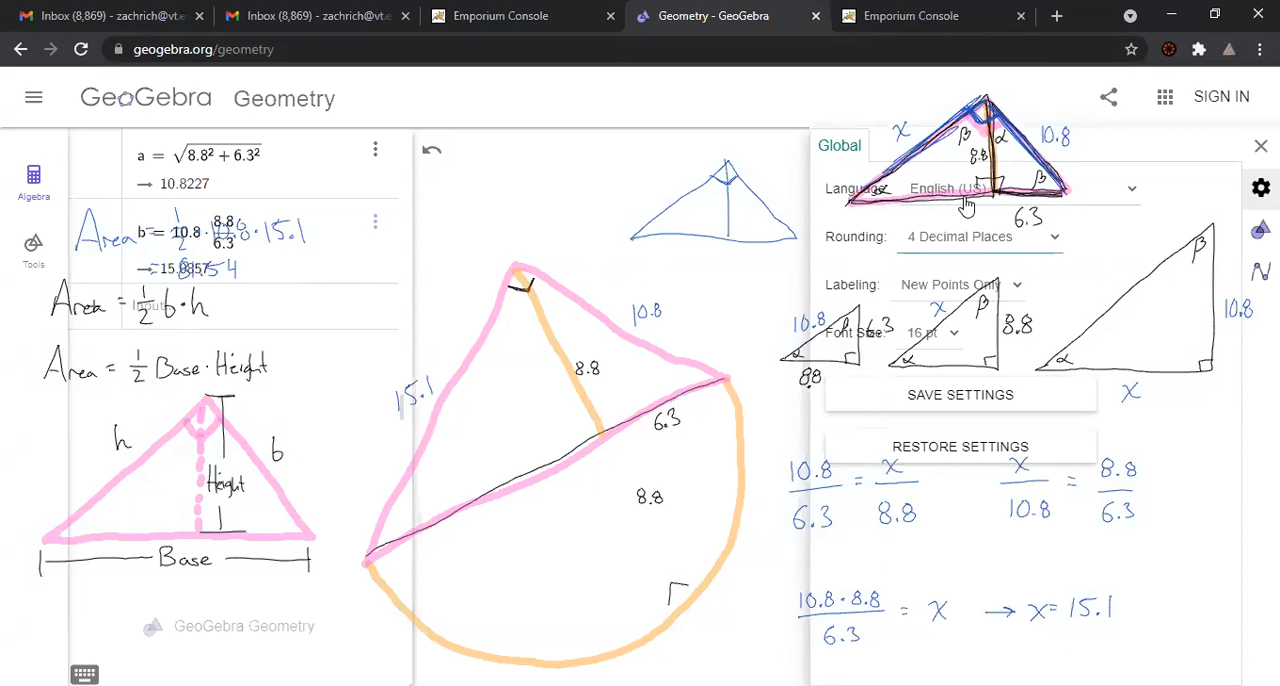 Inbox (8,869) - zachrich@vt.e
Inbox (8,869) - zachrich@vt.e
Emporium Console
Geometry - GeoGebra
Emporium Console
geogebra.org/geometry
GeoGebra Geometry
SIGN IN
Algebra
Tools
a = √8.8² + 6.3²
→ 10.8227
b = 10.8 · 8.8/6.3
Area = 1/2 · 10.8 · 15.1
= 81.54
Area = 1/2 b · h
Area = 1/2 Base · Height
h
b
Height
Base
GeoGebra Geometry
15.1
10.8
8.8
6.3
8.8
Global
Language:
English (US)
Rounding:
4 Decimal Places
Labeling:
New Points Only
Font Size:
16 pt
SAVE SETTINGS
RESTORE SETTINGS
x
β
α
10.8
8.8
α
β
6.3
10.8
β
6.3
α
8.8
x
β
8.8
α
β
10.8
α
x
10.8/6.3 = x/8.8
x/10.8 = 8.8/6.3
10.8 · 8.8/6.3 = x → x = 15.1